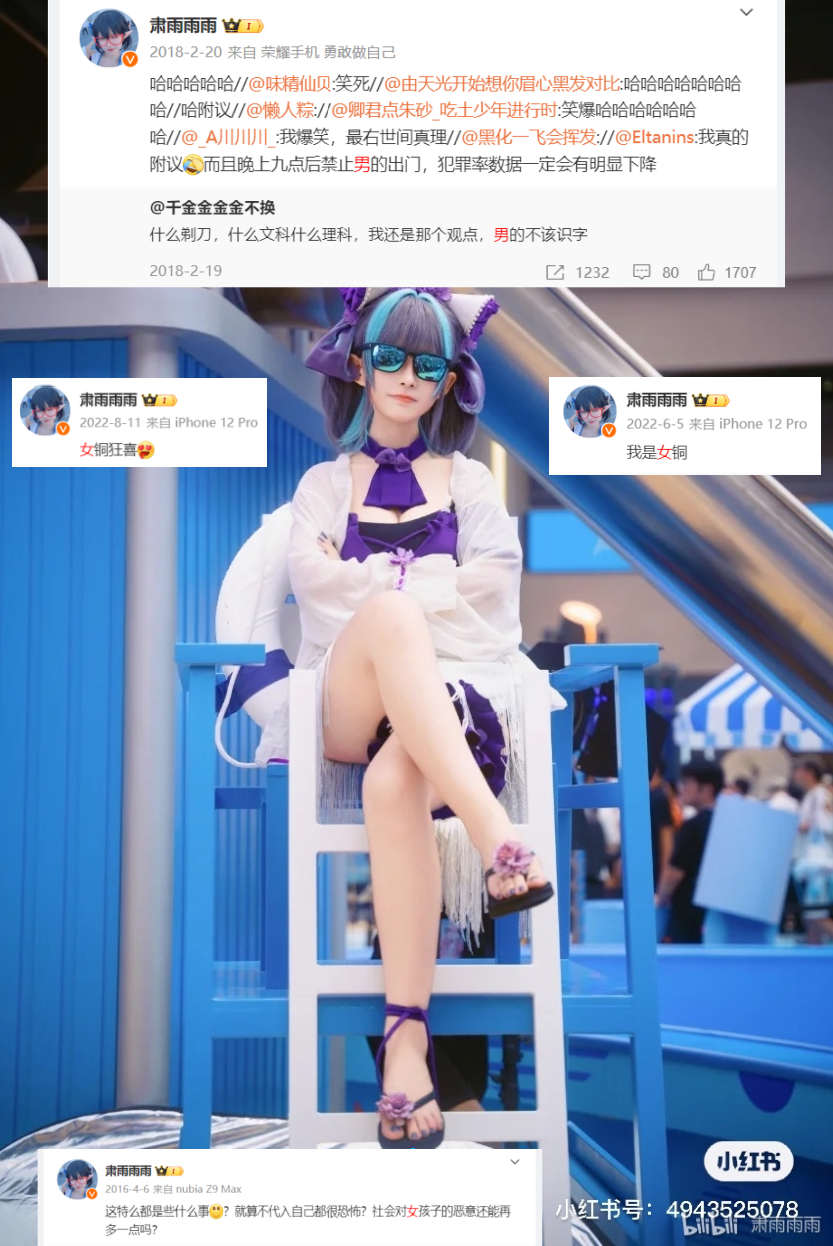 肃雨雨雨
2018-2-20 来自 荣耀手机 勇敢做自己
哈哈哈哈哈//@味精仙贝:笑死//@由天光开始想你眉心黑发对比:哈哈哈哈哈哈哈
哈//哈附议//@懒人粽://@卿君点朱砂_吃土少年进行时:笑爆哈哈哈哈哈哈
哈//@_A川川川_:我爆笑，最右世间真理//@黑化一飞会挥发://@Eltanins:我真的
附议🤣而且晚上九点后禁止男的出门，犯罪率数据一定会有明显下降
@千金金金金不换
什么剃刀，什么文科什么理科，我还是那个观点，男的不该识字
2018-2-19 1232 80 1707
肃雨雨雨
2022-8-11 来自 iPhone 12 Pro
女铜狂喜😍
肃雨雨雨
2022-6-5 来自 iPhone 12 Pro
我是女铜
肃雨雨雨
2016-4-6 来自 nubia Z9 Max
这特么都是些什么事🙂？就算不代入自己都很恐怖？社会对女孩子的恶意还能再
多一点吗？
小红书
小红书号：4943525078
bilibili 肃雨雨雨